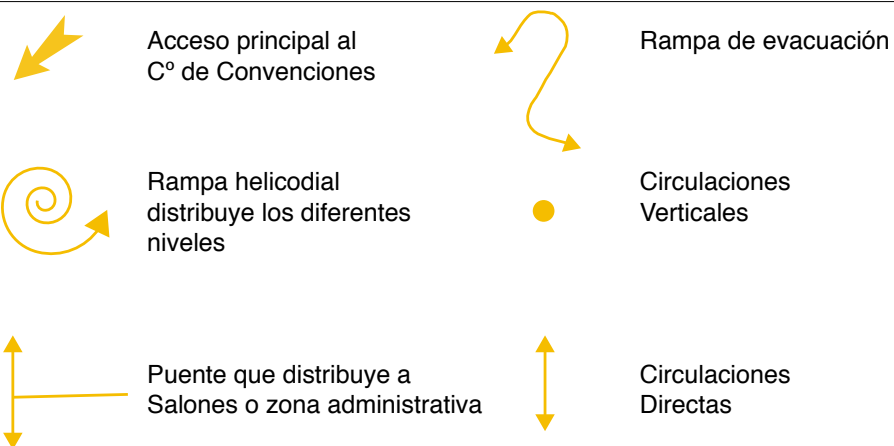 Acceso principal al
Cº de Convenciones
Rampa de evacuación
Rampa helicodial
distribuye los diferentes
niveles
Circulaciones
Verticales
Puente que distribuye a
Salones o zona administrativa
Circulaciones
Directas